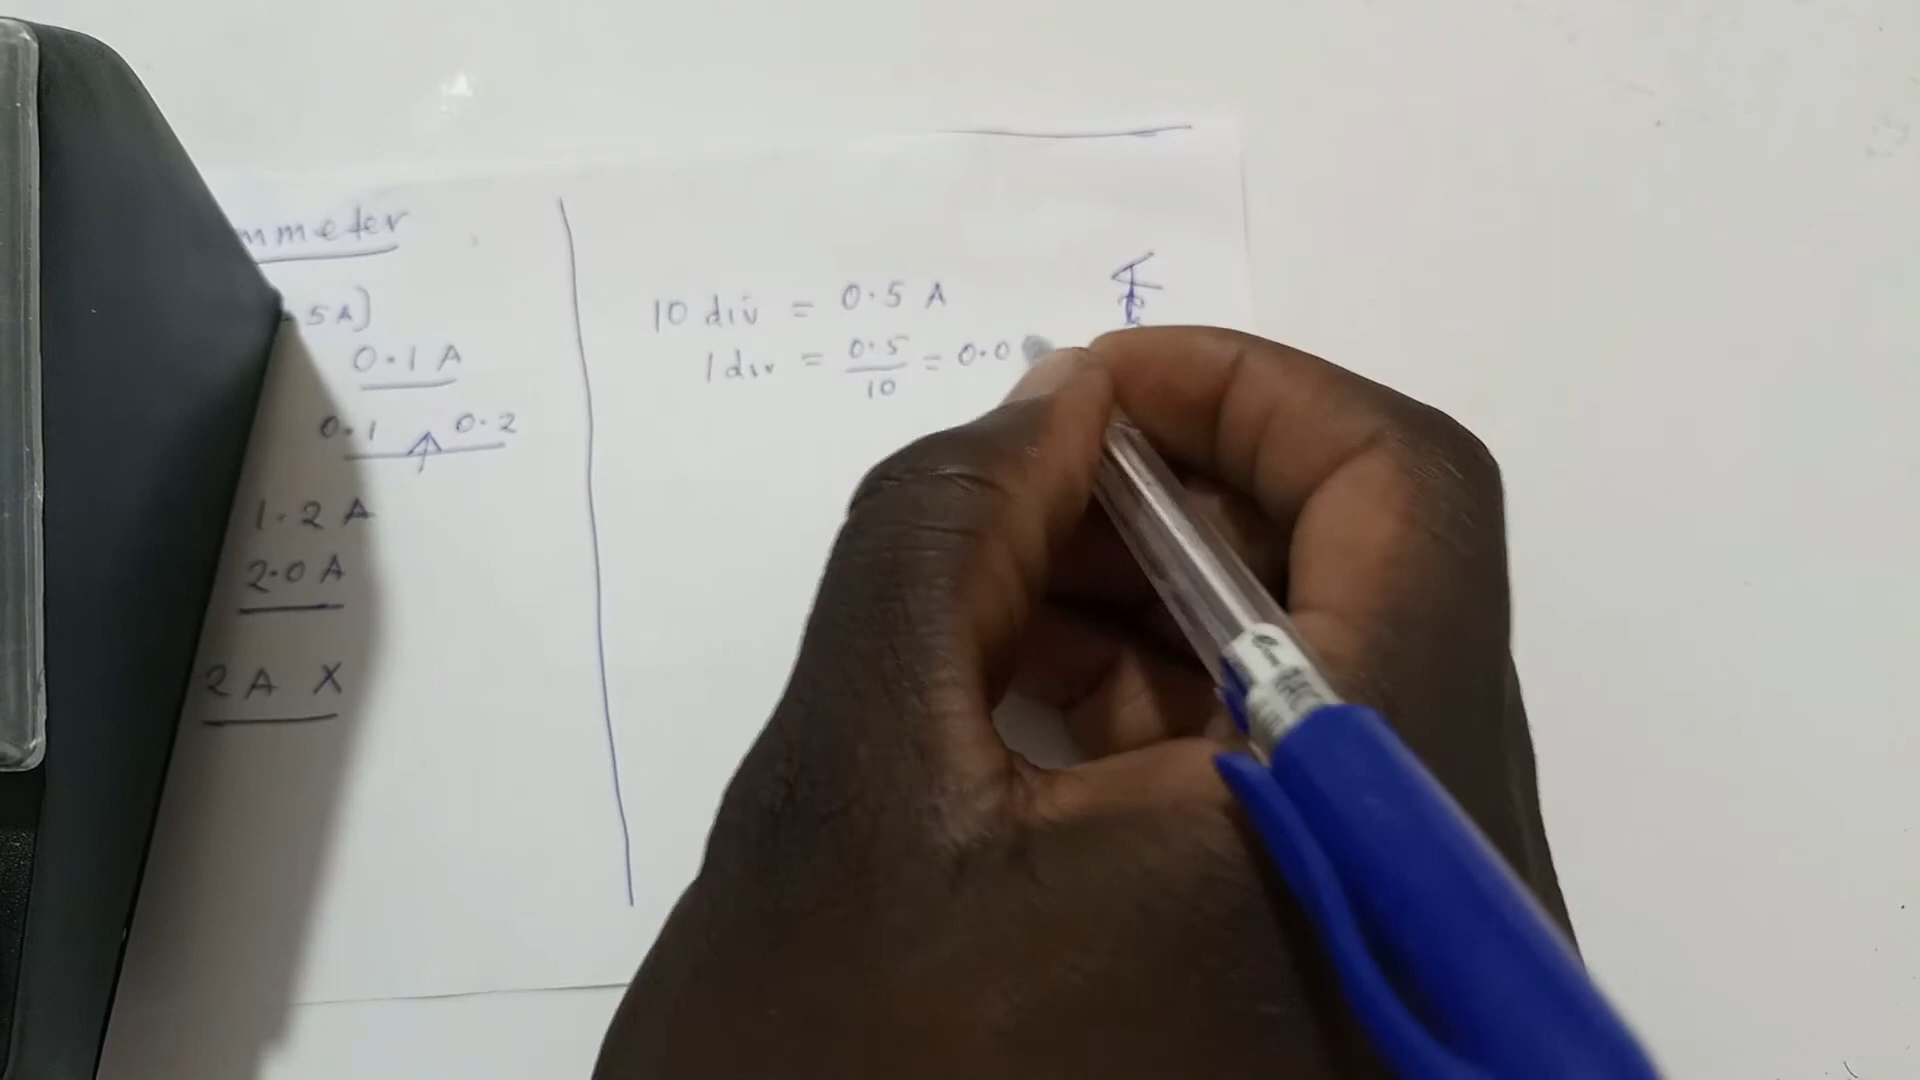 mmeter
5A)
0.1 A
0.1 0.2
1.2 A
2.0 A
2 A X
10 div = 0.5 A
1 div = 0.5/10 = 0.0